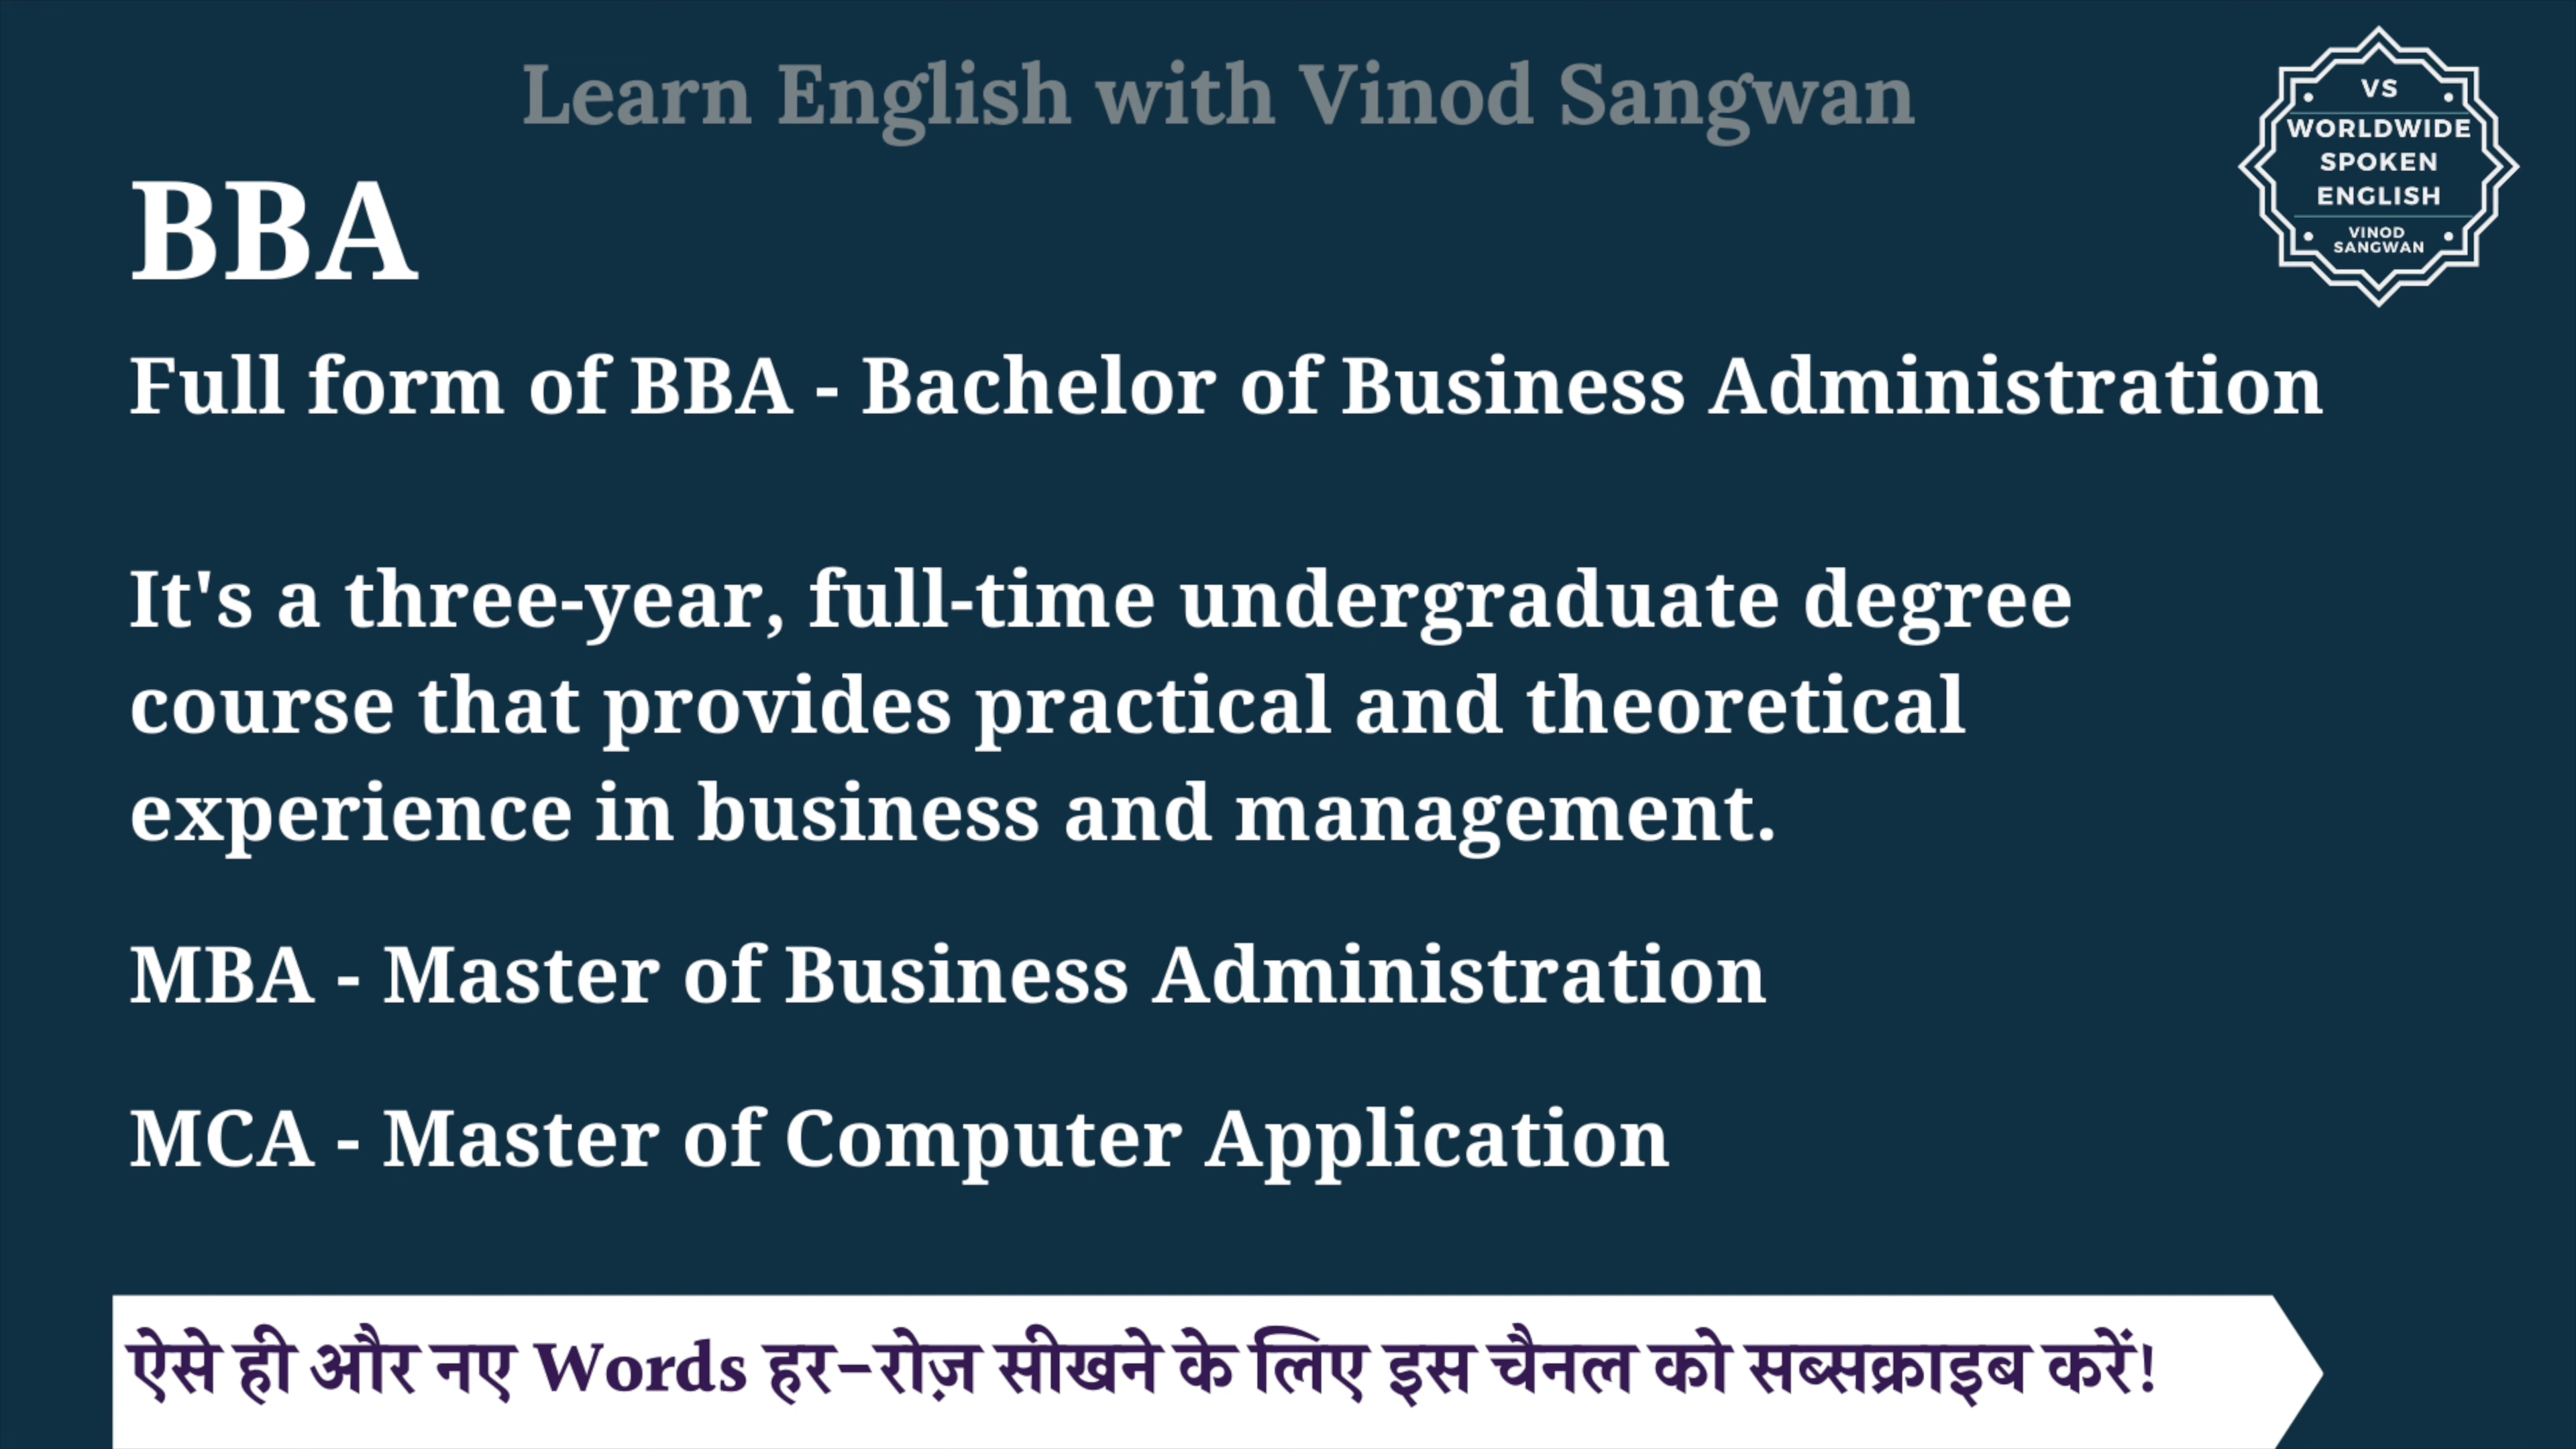 Learn English with Vinod Sangwan
VS
WORLDWIDE
SPOKEN
ENGLISH
VINOD
SANGWAN
BBA
Full form of BBA - Bachelor of Business Administration
It's a three-year, full-time undergraduate degree
course that provides practical and theoretical
experience in business and management.
MBA - Master of Business Administration
MCA - Master of Computer Application
ऐसे ही और नए Words हर-रोज़ सीखने के लिए इस चैनल को सब्सक्राइब करें!